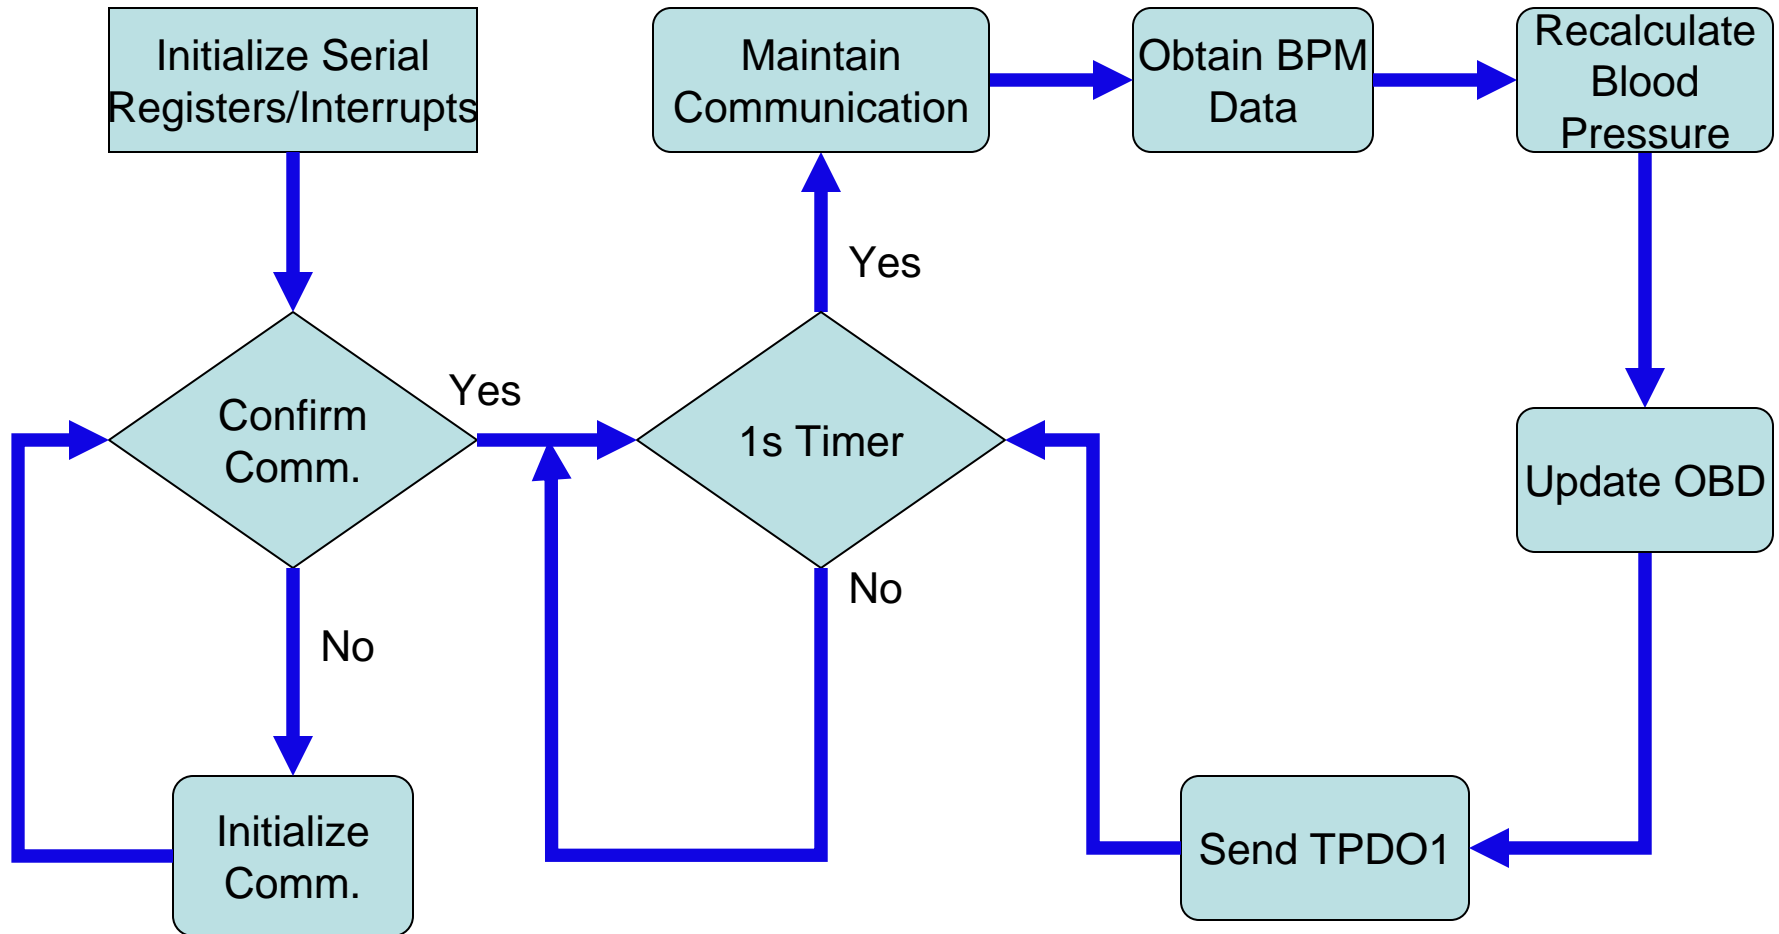 Initialize Serial
Registers/Interrupts
Maintain
Communication
Obtain BPM
Data
Recalculate
Blood
Pressure
Yes
Yes
Confirm
Comm.
1s Timer
Update OBD
No
No
Initialize
Comm.
Send TPDO1